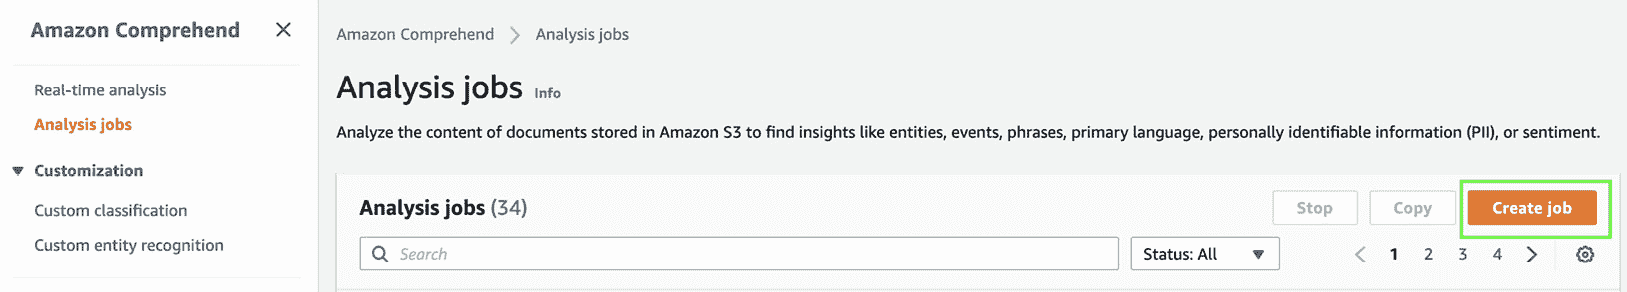 Amazon Comprehend
Real-time analysis
Analysis jobs
Customization
Custom classification
Custom entity recognition
Amazon Comprehend > Analysis jobs
Analysis jobs Info
Analyze the content of documents stored in Amazon S3 to find insights like entities, events, phrases, primary language, personally identifiable information (PII), or sentiment.
Analysis jobs (34) Stop Copy Create job
Search Status: All < 1 2 3 4 >